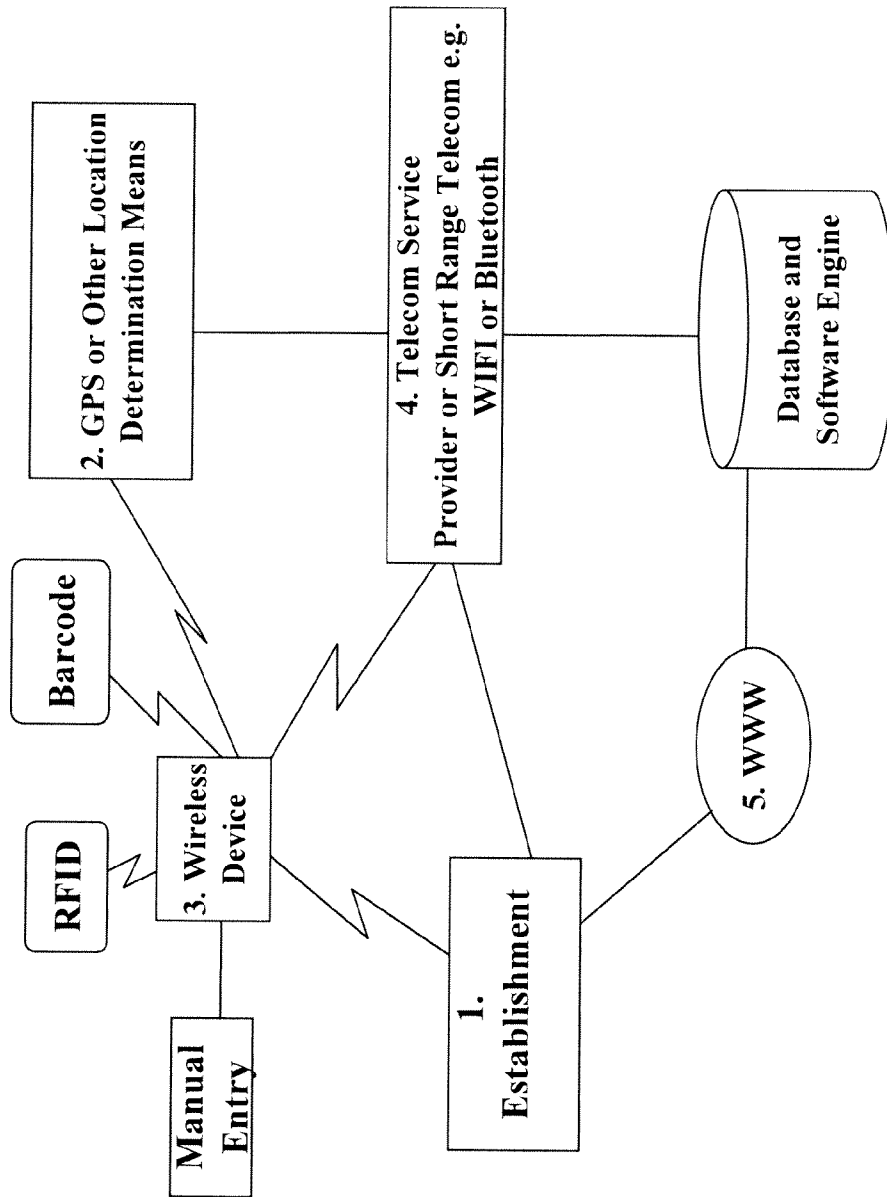 RFID
Barcode
2. GPS or Other Location
Determination Means
Manual
Entry
3. Wireless
Device
4. Telecom Service
Provider or Short Range Telecom e.g.
WIFI or Bluetooth
1.
Establishment
5. WWW
Database and
Software Engine